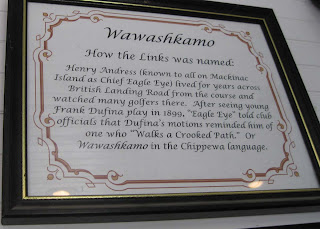 Wawashkamo
How the Links was named:
Henry Andress (known to all on Mackinac
Island as Chief Eagle Eye) lived for years across
British Landing Road from the course and
watched many golfers there. After seeing young
Frank Dufina play in 1899, "Eagle Eye" told club
officials that Dufina's motions reminded him of
one who "Walks a Crooked Path." Or
Wawashkamo in the Chippewa language.